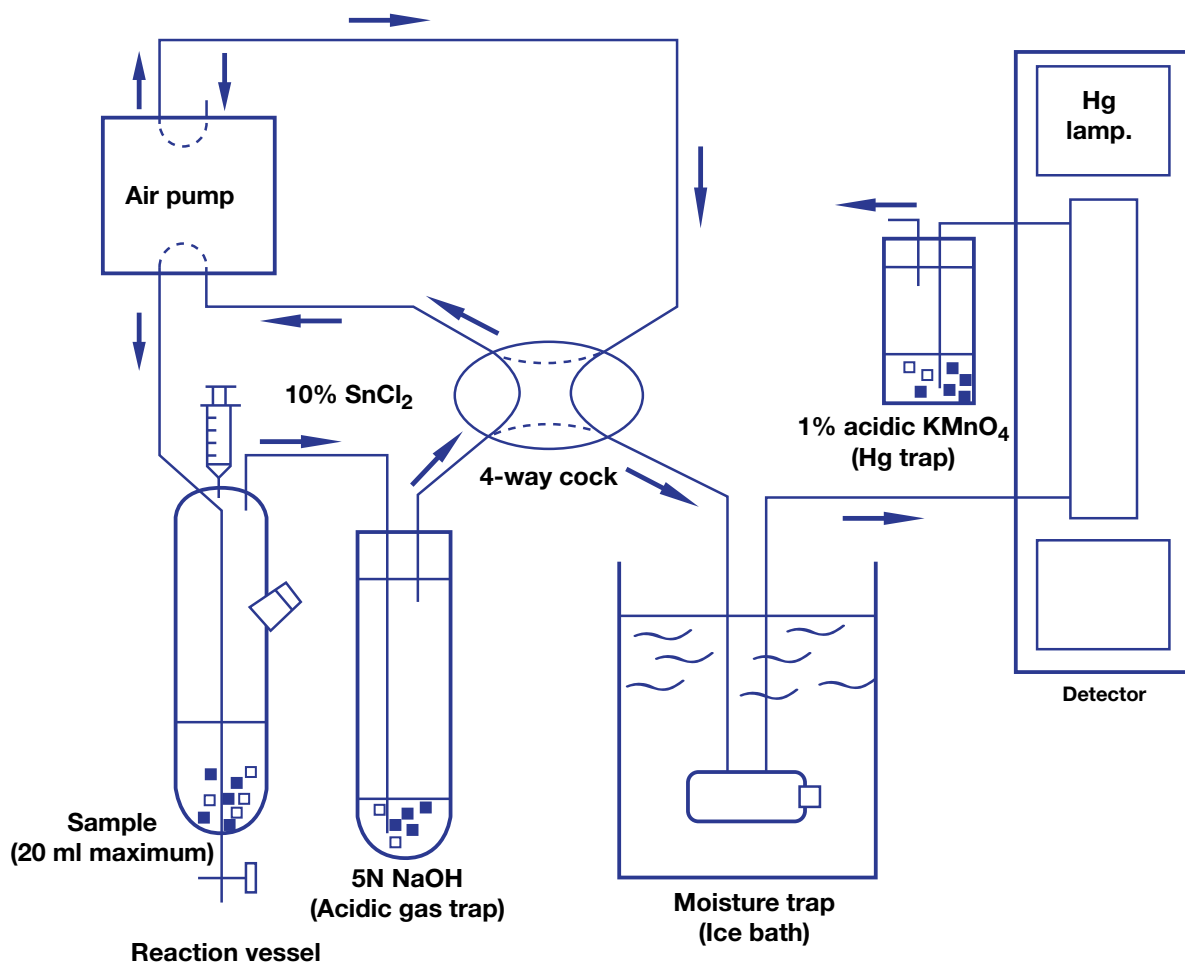 Hg
lamp.
Air pump
10% SnCl₂
1% acidic KMnO₄
(Hg trap)
4-way cock
Detector
Sample
(20 ml maximum)
5N NaOH
(Acidic gas trap)
Moisture trap
(Ice bath)
Reaction vessel